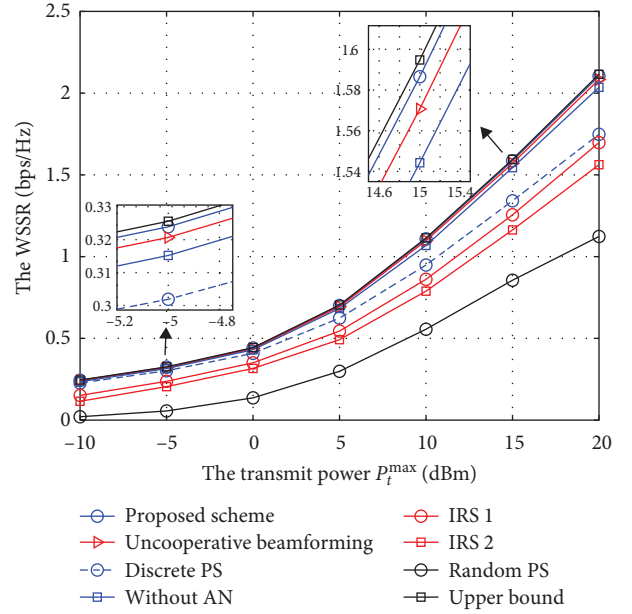 2.5
2
1.5
1
0.5
0
The WSSR (bps/Hz)
1.6
1.58
1.56
1.54
14.6
15
15.4
0.33
0.32
0.31
0.3
−5.2
−5
−4.8
−10
−5
0
5
10
15
20
The transmit power P_t^max (dBm)
Proposed scheme
Uncooperative beamforming
Discrete PS
Without AN
IRS 1
IRS 2
Random PS
Upper bound